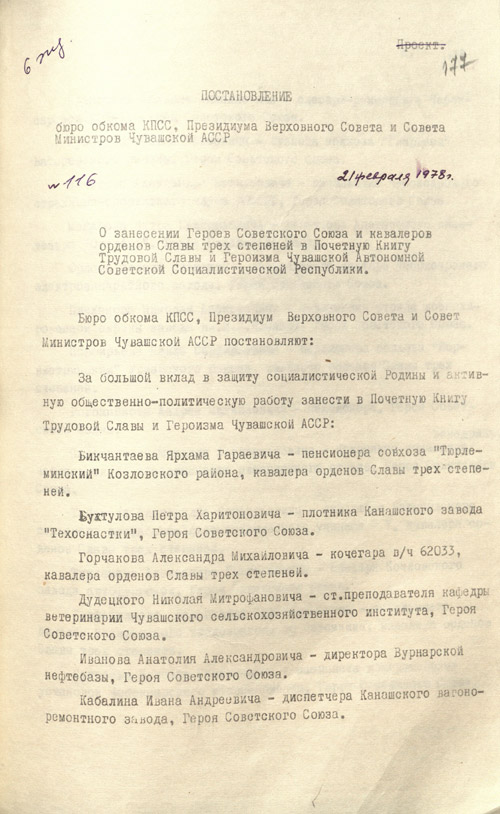 6 экз
Проект.
177
ПОСТАНОВЛЕНИЕ
бюро обкома КПСС, Президиума Верховного Совета и Совета
Министров Чувашской АССР
№ 116
21 февраля 1978г.
О занесении Героев Советского Союза и кавалеров
орденов Славы трех степеней в Почетную Книгу
Трудовой Славы и Героизма Чувашской Автономной
Советской Социалистической Республики.
Бюро обкома КПСС, Президиум Верховного Совета и Совет
Министров Чувашской АССР постановляют:
За большой вклад в защиту социалистической Родины и актив-
ную общественно-политическую работу занести в Почетную Книгу
Трудовой Славы и Героизма Чувашской АССР:
Бикчантаева Ярхама Гараевича - пенсионера совхоза "Тюрле-
минский" Козловского района, кавалера орденов Славы трех степе-
ней.
Бухтулова Петра Харитоновича - плотника Канашского завода
"Техоснастки", Героя Советского Союза.
Горчакова Александра Михайловича - кочегара в/ч 62033,
кавалера орденов Славы трех степеней.
Дудецкого Николая Митрофановича - ст.преподавателя кафедры
ветеринарии Чувашского сельскохозяйственного института, Героя
Советского Союза.
Иванова Анатолия Александровича - директора Вурнарской
нефтебазы, Героя Советского Союза.
Кабалина Ивана Андреевича - диспетчера Канашского вагоно-
ремонтного завода, Героя Советского Союза.